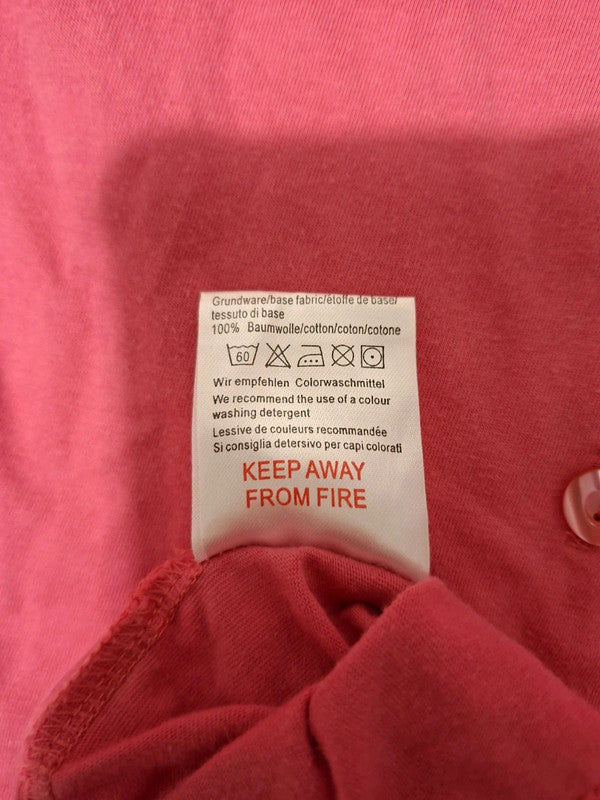 Grundware/base fabric/étoffe de base/
tessuto di base
100% Baumwolle/cotton/coton/cotone
60
Wir empfehlen Colorwaschmittel
We recommend the use of a colour
washing detergent
Lessive de couleurs recommandée
Si consiglia detersivo per capi colorati
KEEP AWAY
FROM FIRE